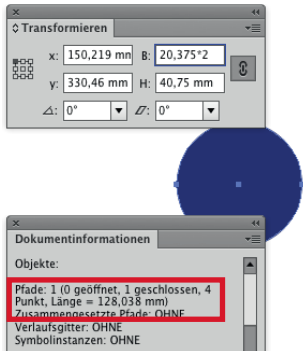 Transformieren
x: 150,219 mm B: 20,375*2
y: 330,46 mm H: 40,75 mm
0° 0°
Dokumentinformationen
Objekte:
Pfade: 1 (0 geöffnet, 1 geschlossen, 4
Punkt, Länge = 128,038 mm)
Zusammengesetzte Pfade: OHNE
Verlaufsgitter: OHNE
Symbolinstanzen: OHNE